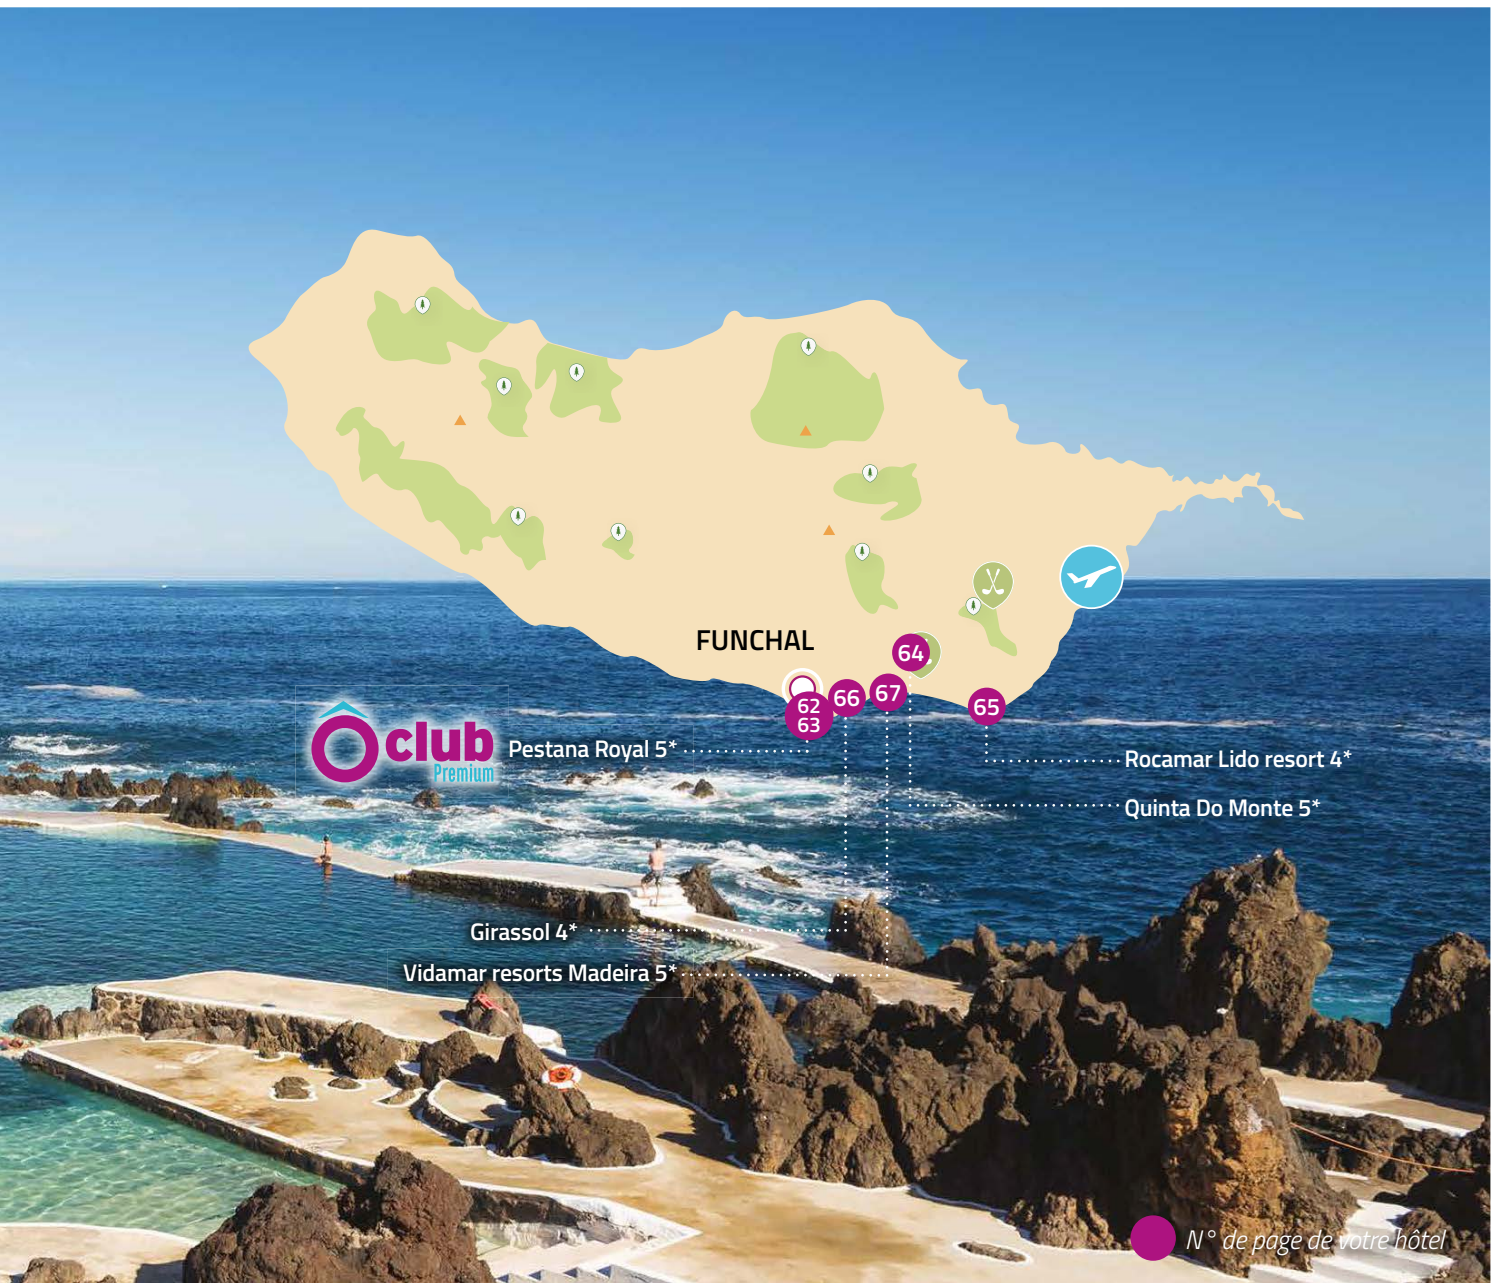 FUNCHAL
64
66
67
62
63
65
Ô club
Premium
Pestana Royal 5*
Rocamar Lido resort 4*
Quinta Do Monte 5*
Girassol 4*
Vidamar resorts Madeira 5*
N° de page de votre hôtel